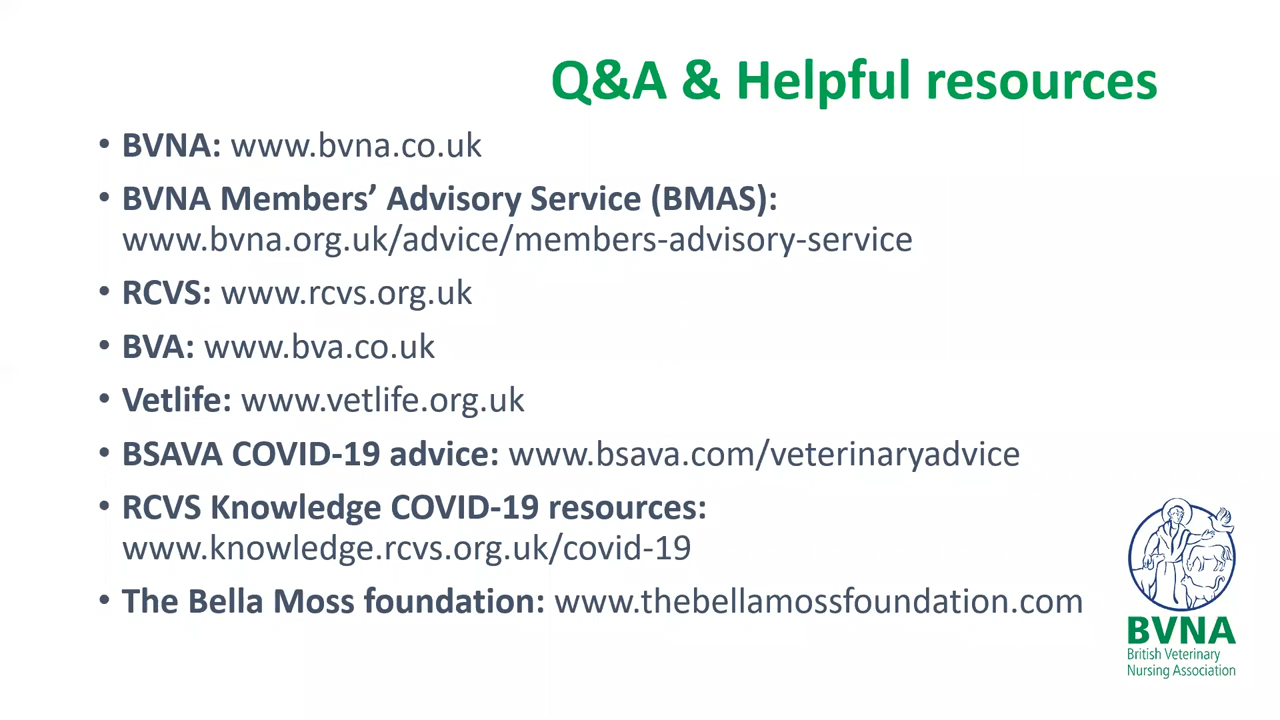 Q&A & Helpful resources
• BVNA: www.bvna.co.uk
• BVNA Members’ Advisory Service (BMAS):
www.bvna.org.uk/advice/members-advisory-service
• RCVS: www.rcvs.org.uk
• BVA: www.bva.co.uk
• Vetlife: www.vetlife.org.uk
• BSAVA COVID-19 advice: www.bsava.com/veterinaryadvice
• RCVS Knowledge COVID-19 resources:
www.knowledge.rcvs.org.uk/covid-19
• The Bella Moss foundation: www.thebellamossfoundation.com
BVNA
British Veterinary
Nursing Association